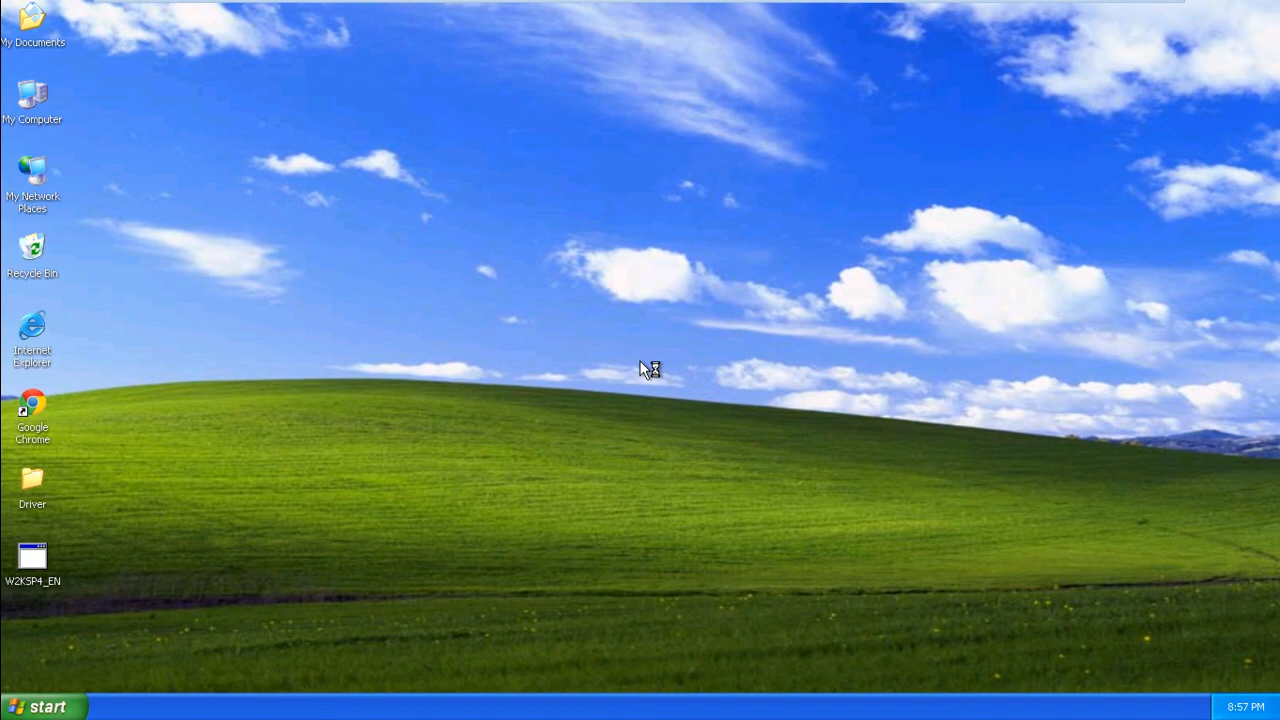 My Documents
My Computer
My Network
Places
Recycle Bin
Internet
Explorer
Google
Chrome
Driver
W2KSP4_EN
start
8:57 PM